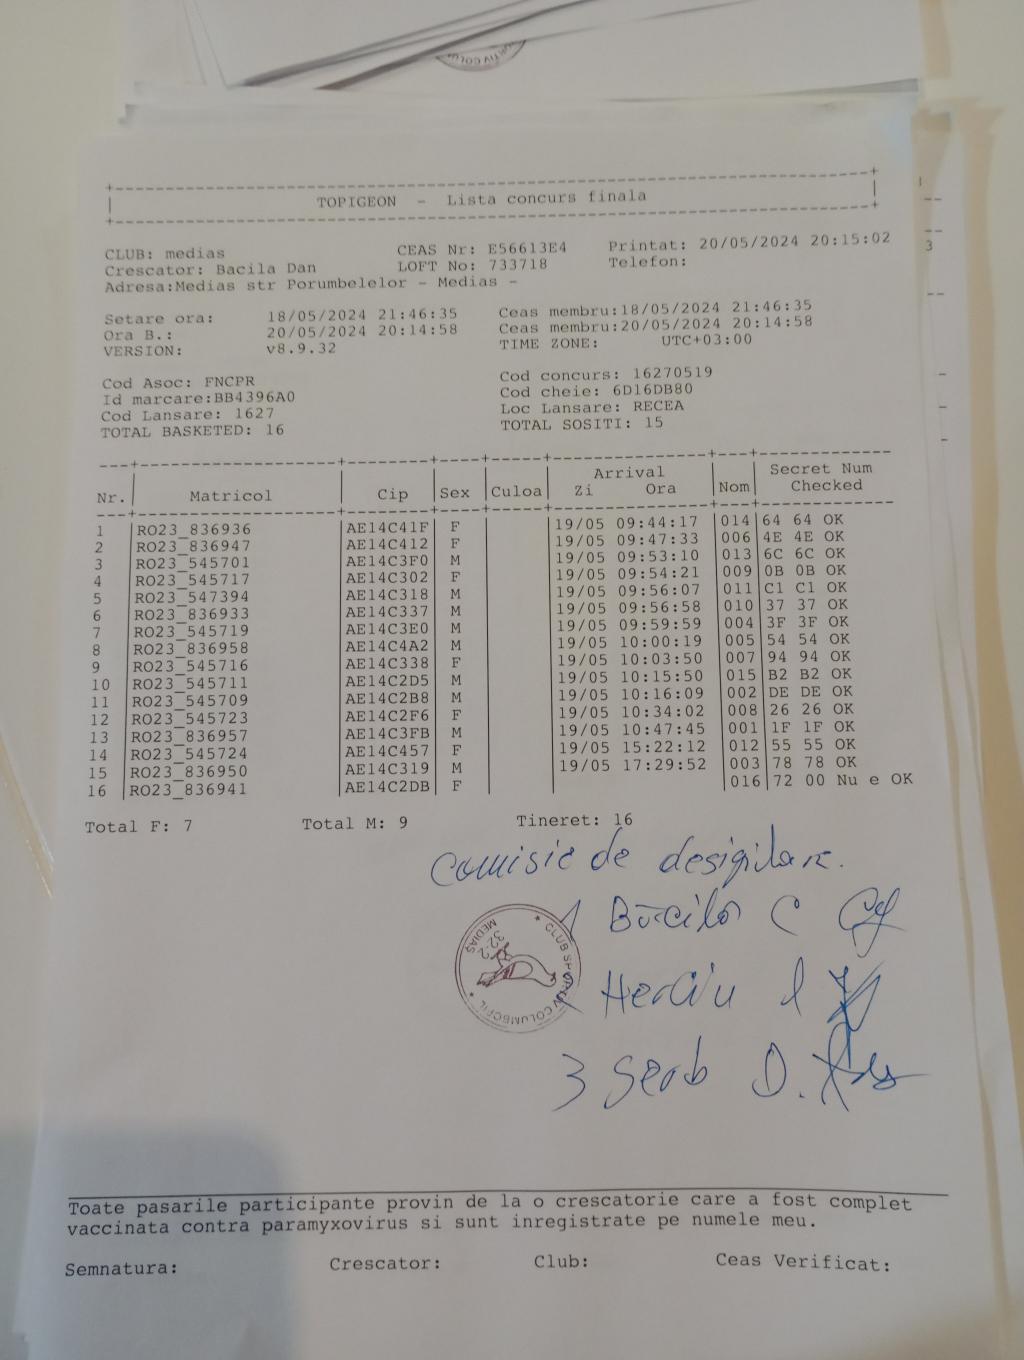 TOPIGEON - Lista concurs finala
CLUB: medias CEAS Nr: E56613E4 Printat: 20/05/2024 20:15:02
Crescator: Bacila Dan LOFT No: 733718 Telefon:
Adresa:Medias str Porumbelelor - Medias -
Setare ora: 18/05/2024 21:46:35 Ceas membru:18/05/2024 21:46:35
Ora B.: 20/05/2024 20:14:58 Ceas membru:20/05/2024 20:14:58
VERSION: v8.9.32 TIME ZONE: UTC+03:00
Cod Asoc: FNCPR Cod concurs: 16270519
Id marcare:BB4396A0 Cod cheie: 6D16DB80
Cod Lansare: 1627 Loc Lansare: RECEA
TOTAL BASKETED: 16 TOTAL SOSITI: 15
Arrival Secret Num
Nr. Matricol Cip Sex Culoa Zi Ora Nom Checked
1 RO23_836936 AE14C41F F 19/05 09:44:17 014 64 64 OK
2 RO23_836947 AE14C412 F 19/05 09:47:33 006 4E 4E OK
3 RO23_545701 AE14C3F0 M 19/05 09:53:10 013 6C 6C OK
4 RO23_545717 AE14C302 F 19/05 09:54:21 009 0B 0B OK
5 RO23_547394 AE14C318 M 19/05 09:56:07 011 C1 C1 OK
6 RO23_836933 AE14C337 M 19/05 09:56:58 010 37 37 OK
7 RO23_545719 AE14C3E0 M 19/05 09:59:59 004 3F 3F OK
8 RO23_836958 AE14C4A2 M 19/05 10:00:19 005 54 54 OK
9 RO23_545716 AE14C338 F 19/05 10:03:50 007 94 94 OK
10 RO23_545711 AE14C2D5 M 19/05 10:15:50 015 B2 B2 OK
11 RO23_545709 AE14C2B8 M 19/05 10:16:09 002 DE DE OK
12 RO23_545723 AE14C2F6 F 19/05 10:34:02 008 26 26 OK
13 RO23_836957 AE14C3FB M 19/05 10:47:45 001 1F 1F OK
14 RO23_545724 AE14C457 F 19/05 15:22:12 012 55 55 OK
15 RO23_836950 AE14C319 M 19/05 17:29:52 003 78 78 OK
16 RO23_836941 AE14C2DB F 016 72 00 Nu e OK
Total F: 7 Total M: 9 Tineret: 16
Comisie de desigilare.
1 C
CLUB SPORTIV COLUMBOFIL
MEDIAȘ
322
Herciu I
3 Serb D.
Toate pasarile participante provin de la o crescatorie care a fost complet
vaccinata contra paramyxovirus si sunt inregistrate pe numele meu.
Semnatura: Crescator: Club: Ceas Verificat: